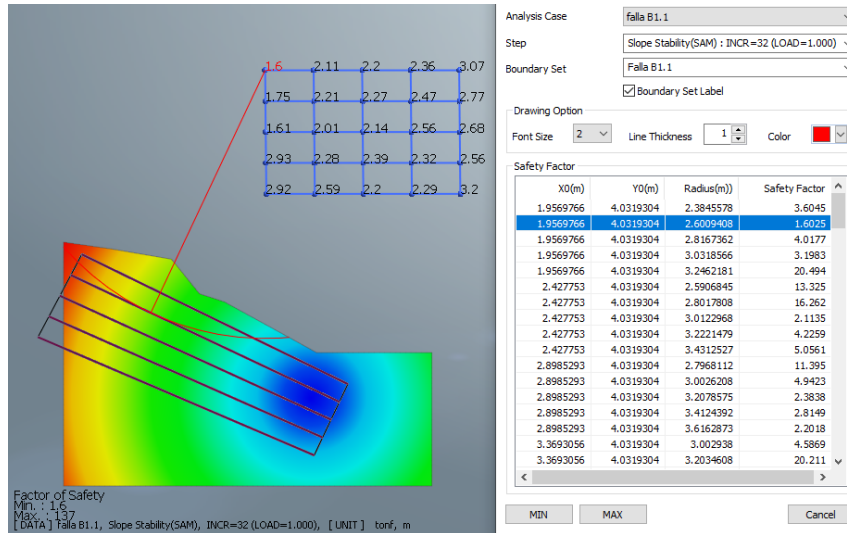 Analysis Case falla B1.1
Step Slope Stability(SAM) : INCR=32 (LOAD=1.000)
Boundary Set Falla B1.1
Boundary Set Label
Drawing Option
Font Size 2 Line Thickness 1 Color
Safety Factor
X0(m) Y0(m) Radius(m)) Safety Factor
1.9569766 4.0319304 2.3845578 3.6045
1.9569766 4.0319304 2.6009408 1.6025
1.9569766 4.0319304 2.8167362 4.0177
1.9569766 4.0319304 3.0318566 3.1983
1.9569766 4.0319304 3.2462181 20.494
2.427753 4.0319304 2.5906845 13.325
2.427753 4.0319304 2.8017808 16.262
2.427753 4.0319304 3.0122968 2.1135
2.427753 4.0319304 3.2221479 4.2259
2.427753 4.0319304 3.4312527 5.0561
2.8985293 4.0319304 2.7968112 11.395
2.8985293 4.0319304 3.0026208 4.9423
2.8985293 4.0319304 3.2078575 2.3838
2.8985293 4.0319304 3.4124392 2.8149
2.8985293 4.0319304 3.6162873 2.2018
3.3693056 4.0319304 3.002938 4.5869
3.3693056 4.0319304 3.2034608 20.211
MIN MAX Cancel
1.6 2.11 2.2 2.36 3.07
1.75 2.21 2.27 2.47 2.77
1.61 2.01 2.14 2.56 2.68
2.93 2.28 2.39 2.32 2.56
2.92 2.59 2.2 2.29 3.2
Factor of Safety
Min. : 1.6
Max. : 137
[ DATA ] falla B1.1, Slope Stability(SAM), INCR=32 (LOAD=1.000), [ UNIT ] tonf, m